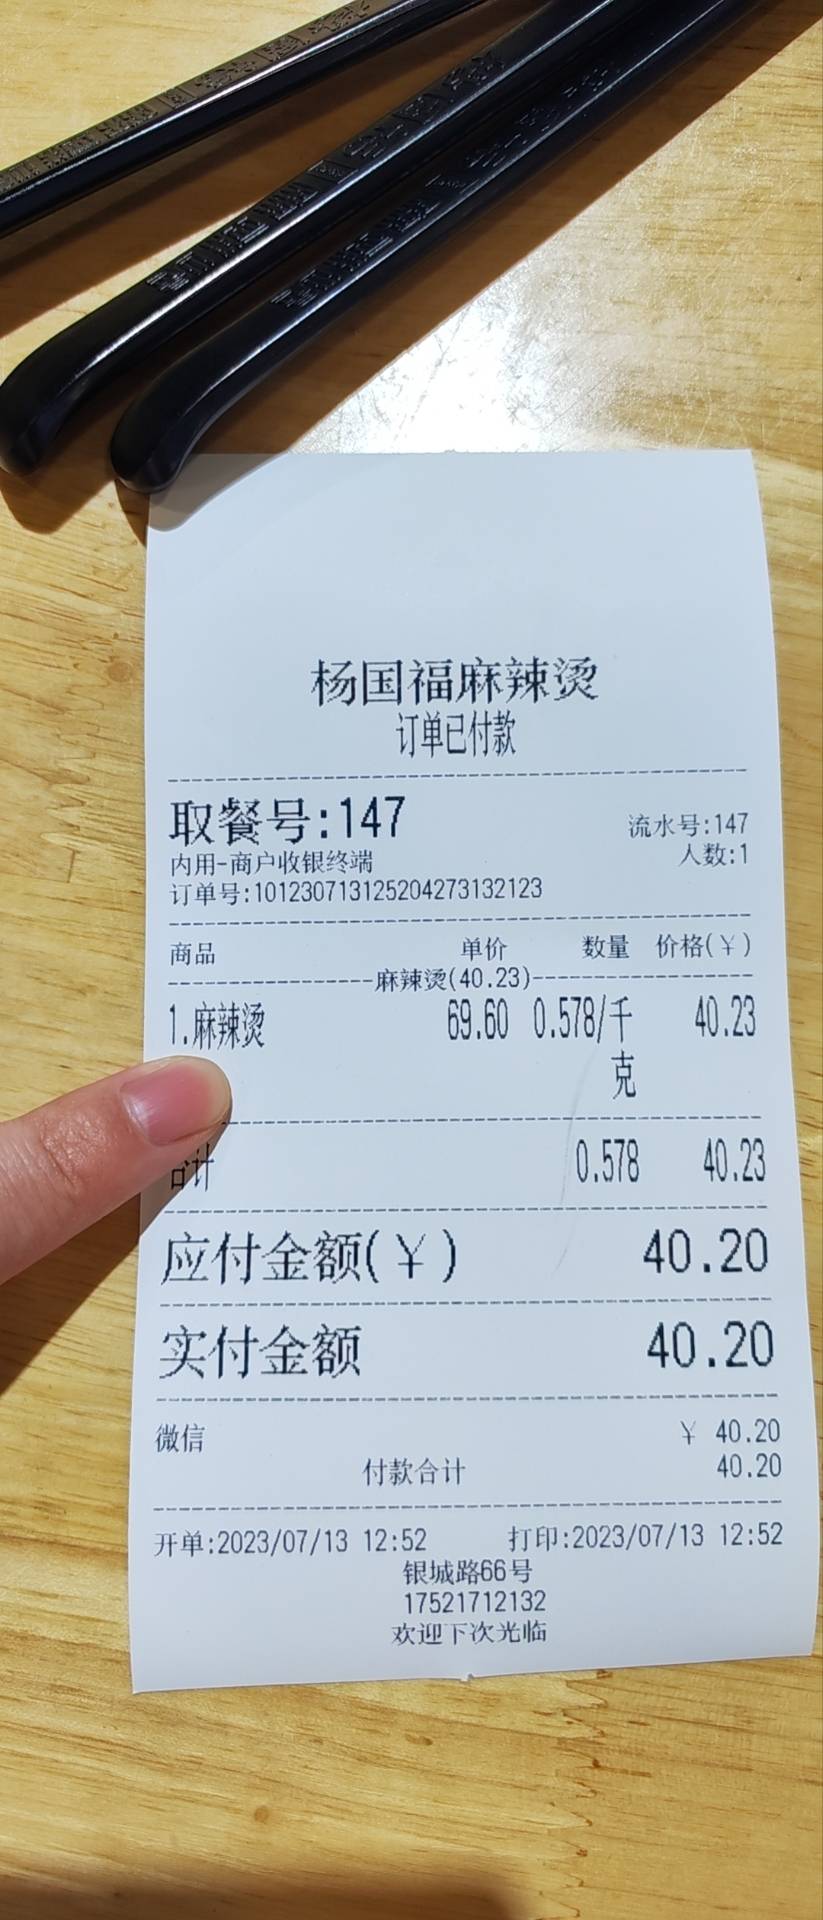 杨国福麻辣烫
订单已付款
取餐号:147
流水号:147
内用-商户收银终端
人数:1
订单号:101230713125204273132123
商品 单价 数量 价格(¥)
麻辣烫(40.23)
1.麻辣烫 69.60 0.578/千克 40.23
合计 0.578 40.23
应付金额(¥) 40.20
实付金额 40.20
微信 ¥ 40.20
付款合计 40.20
开单:2023/07/13 12:52 打印:2023/07/13 12:52
银城路66号
17521712132
欢迎下次光临